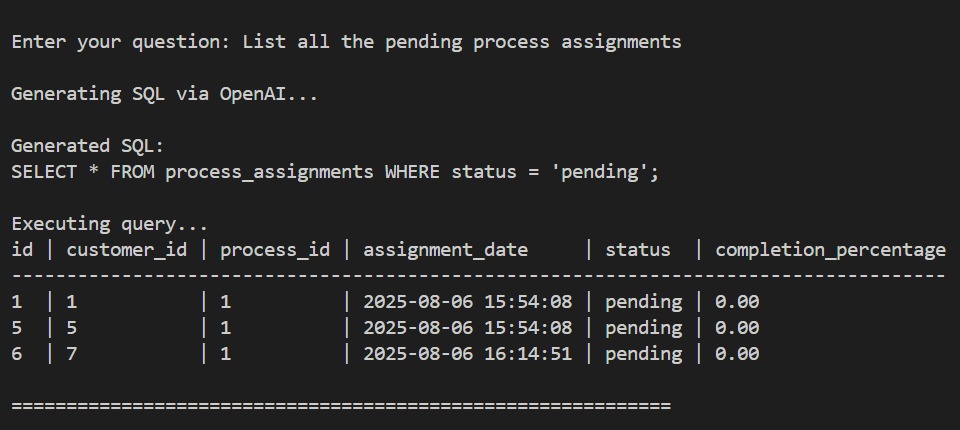 Enter your question: List all the pending process assignments
Generating SQL via OpenAI...
Generated SQL:
SELECT * FROM process_assignments WHERE status = 'pending';
Executing query...
id | customer_id | process_id | assignment_date     | status  | completion_percentage
-------------------------------------------------------------------------------------
1  | 1           | 1          | 2025-08-06 15:54:08 | pending | 0.00
5  | 5           | 1          | 2025-08-06 15:54:08 | pending | 0.00
6  | 7           | 1          | 2025-08-06 16:14:51 | pending | 0.00
============================================================